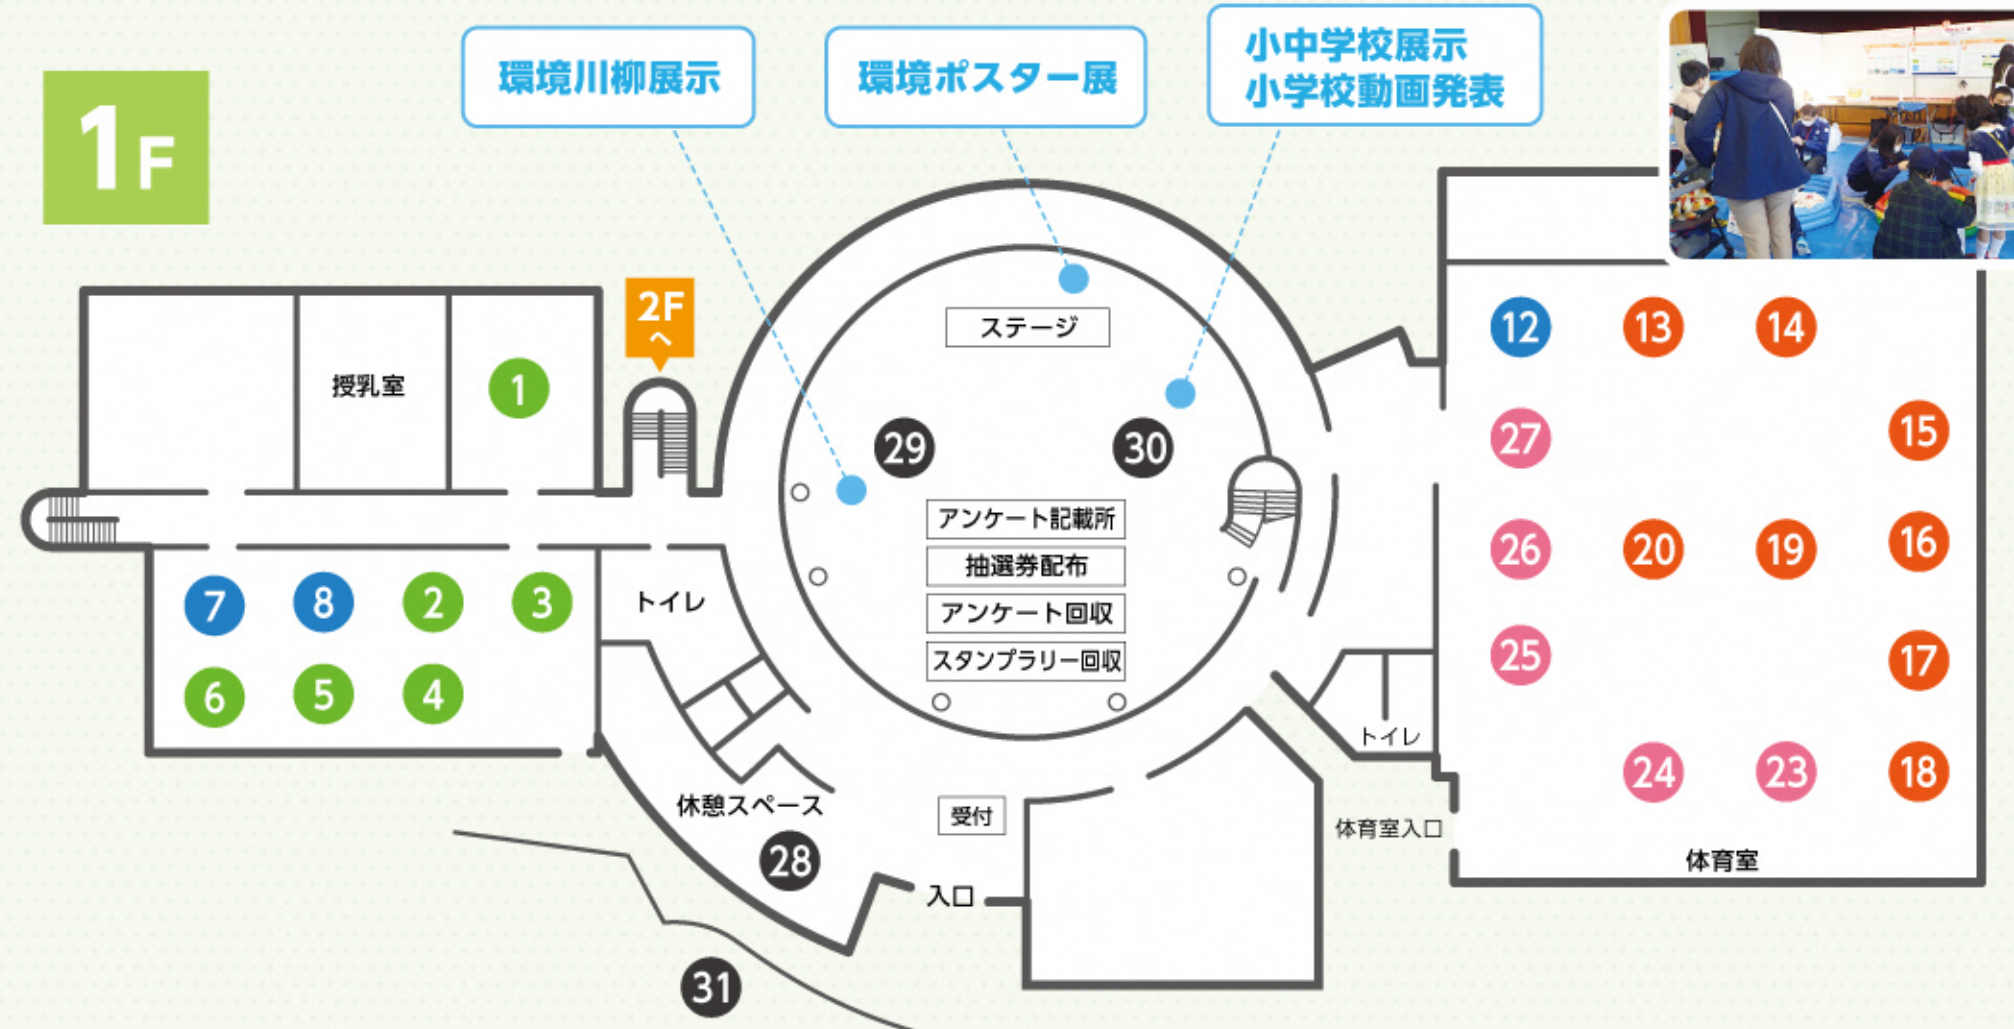 環境川柳展示
環境ポスター展
小中学校展示
小学校動画発表
1F
2F
へ
授乳室
1
ステージ
12
13
14
29
30
27
15
アンケート記載所
抽選券配布
アンケート回収
スタンプラリー回収
26
20
19
16
7
8
2
3
トイレ
6
5
4
25
17
トイレ
24
23
18
休憩スペース
28
受付
体育室入口
体育室
入口
31